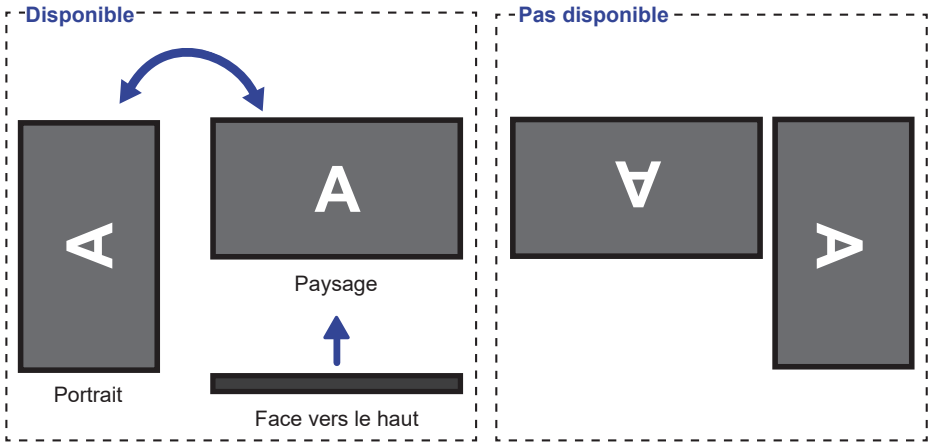 Disponible
A
A
Paysage
Portrait
Face vers le haut
Pas disponible
A
A